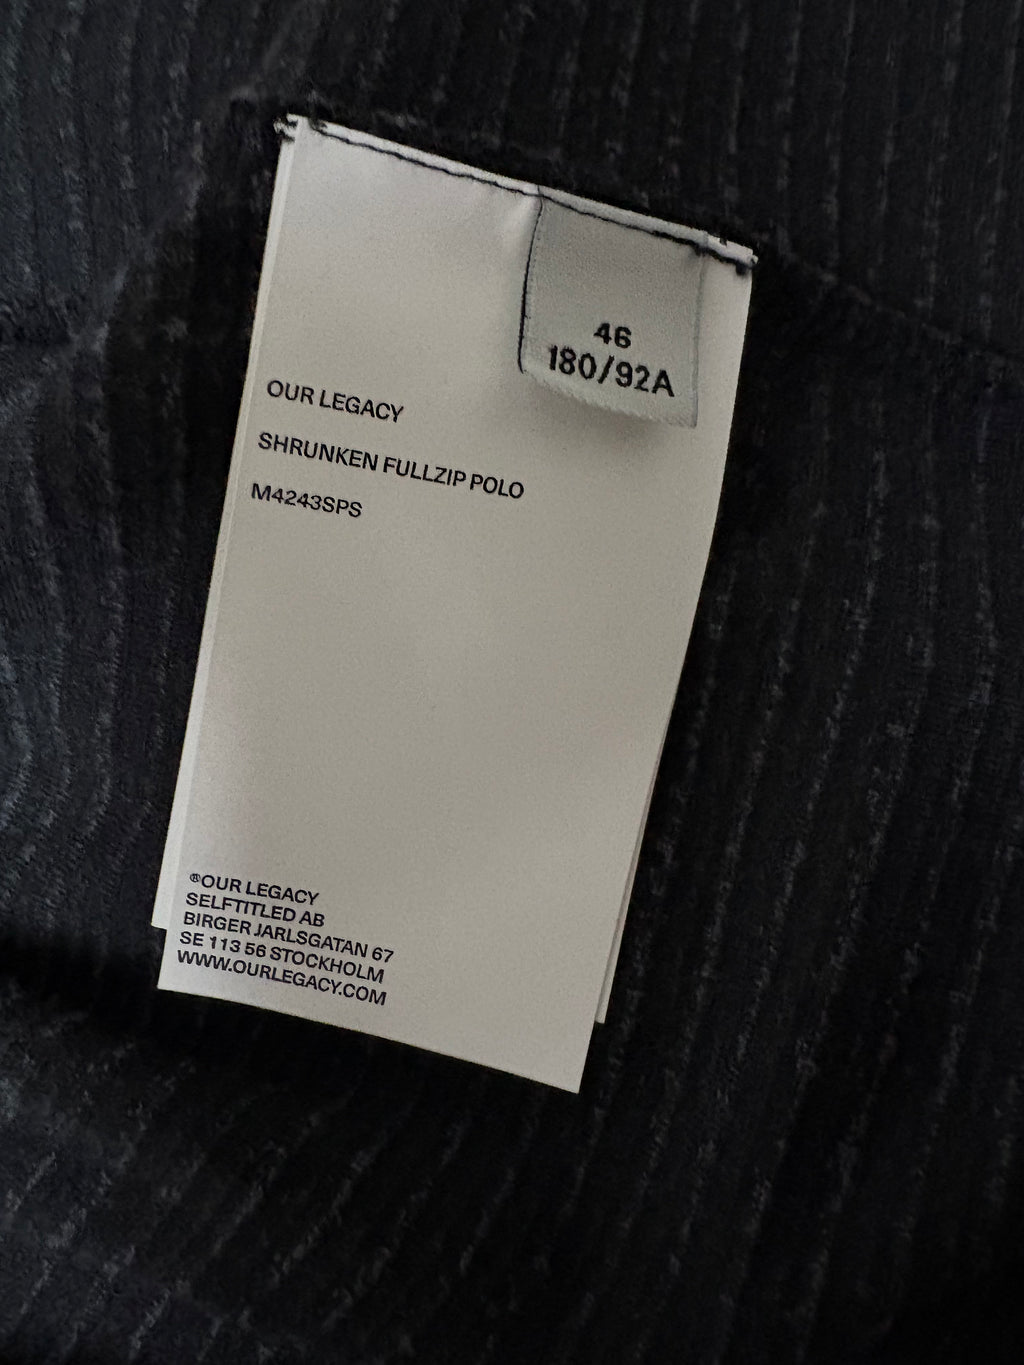 46
180/92A
OUR LEGACY
SHRUNKEN FULLZIP POLO
M4243SPS
®OUR LEGACY
SELFTITLED AB
BIRGER JARLSGATAN 67
SE 113 56 STOCKHOLM
WWW.OURLEGACY.COM